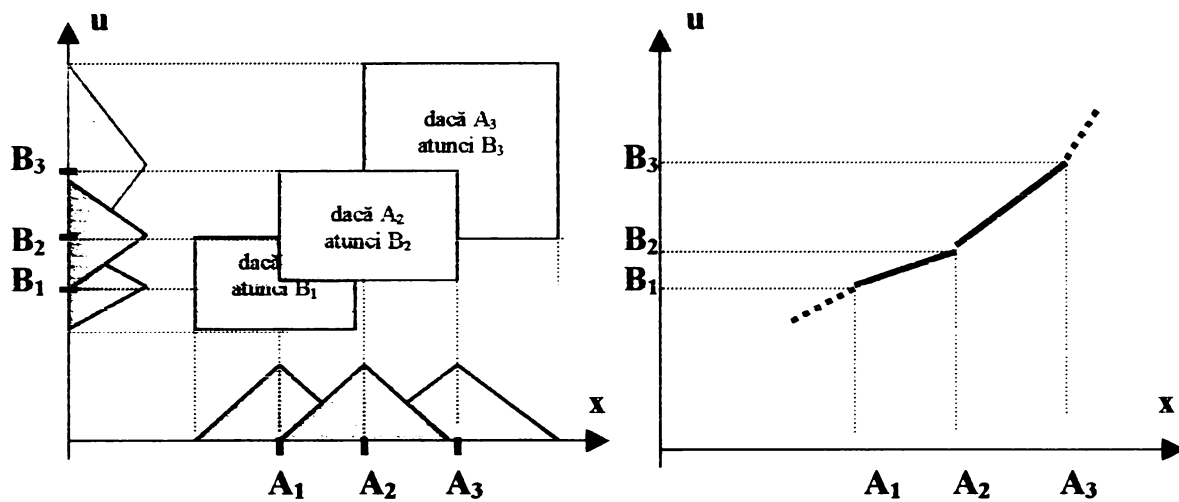 u
B₃
B₂
B₁
dacă A₃
atunci B₃
dacă A₂
atunci B₂
dacă
atunci B₁
x
A₁ A₂ A₃
u
B₃
B₂
B₁
x
A₁ A₂ A₃